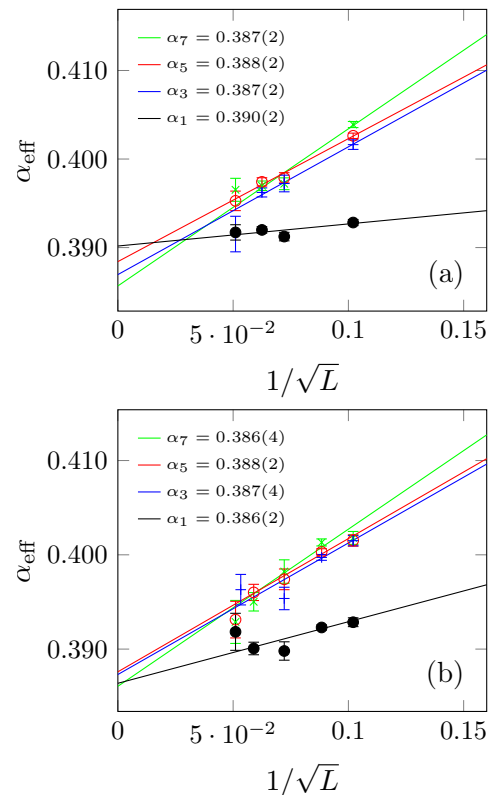 α7 = 0.387(2)
α5 = 0.388(2)
α3 = 0.387(2)
α1 = 0.390(2)
0.410
0.400
0.390
αeff
(a)
0
5 · 10−2
0.1
0.15
1/√L
α7 = 0.386(4)
α5 = 0.388(2)
α3 = 0.387(4)
α1 = 0.386(2)
0.410
0.400
0.390
αeff
(b)
0
5 · 10−2
0.1
0.15
1/√L